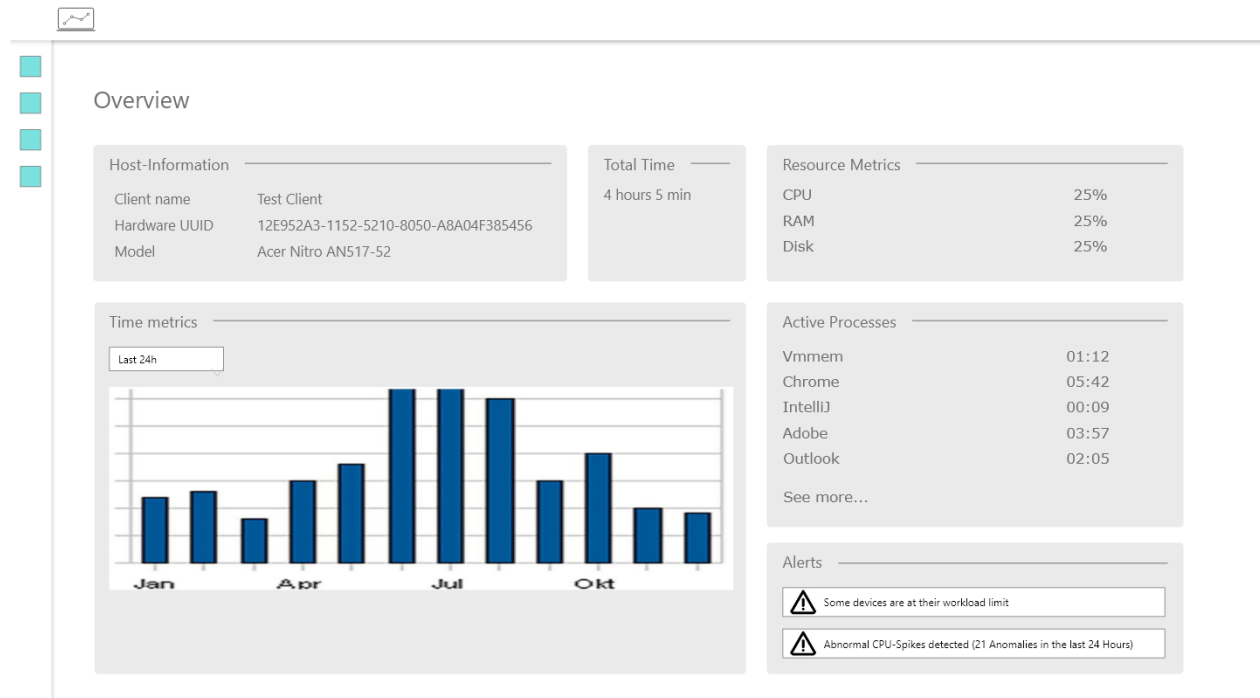 Overview
Host-Information
Client name Test Client
Hardware UUID 12E952A3-1152-5210-8050-A8A04F385456
Model Acer Nitro AN517-52
Total Time
4 hours 5 min
Resource Metrics
CPU 25%
RAM 25%
Disk 25%
Time metrics
Last 24h
Jan Apr Jul Okt
Active Processes
Vmmem 01:12
Chrome 05:42
IntelliJ 00:09
Adobe 03:57
Outlook 02:05
See more...
Alerts
Some devices are at their workload limit
Abnormal CPU-Spikes detected (21 Anomalies in the last 24 Hours)